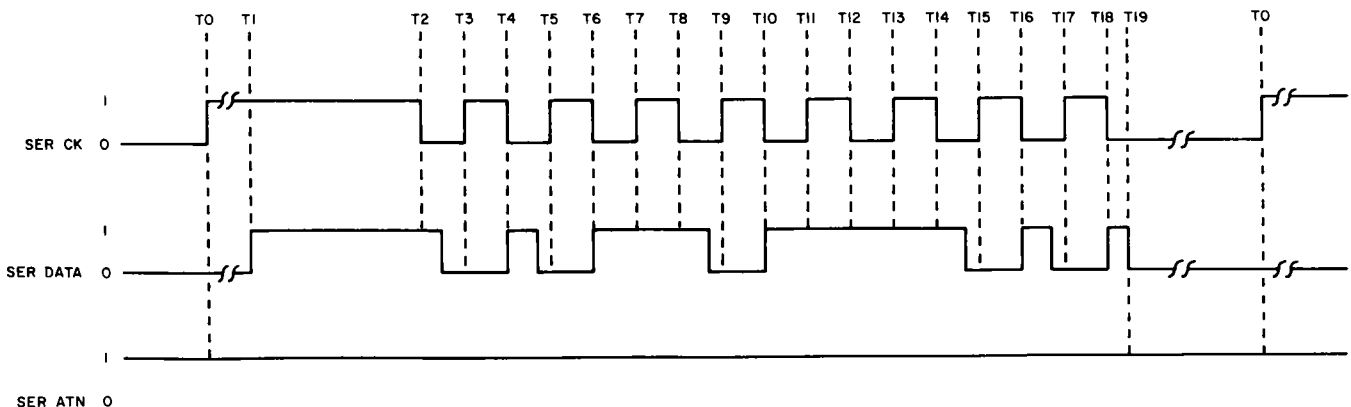 T0 T1 T2 T3 T4 T5 T6 T7 T8 T9 T10 T11 T12 T13 T14 T15 T16 T17 T18 T19 T0
1
SER CK 0
1
SER DATA 0
1
SER ATN 0